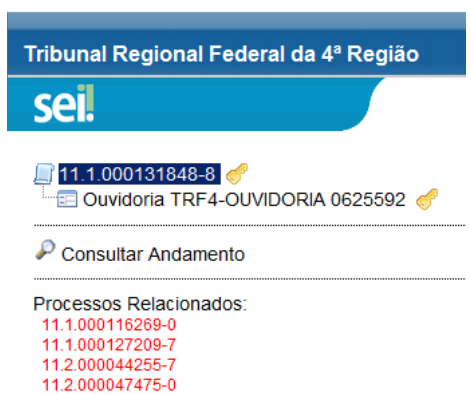 Tribunal Regional Federal da 4ª Região
sei!
11.1.000131848-8
Ouvidoria TRF4-OUVIDORIA 0625592
Consultar Andamento
Processos Relacionados:
11.1.000116269-0
11.1.000127209-7
11.2.000044255-7
11.2.000047475-0